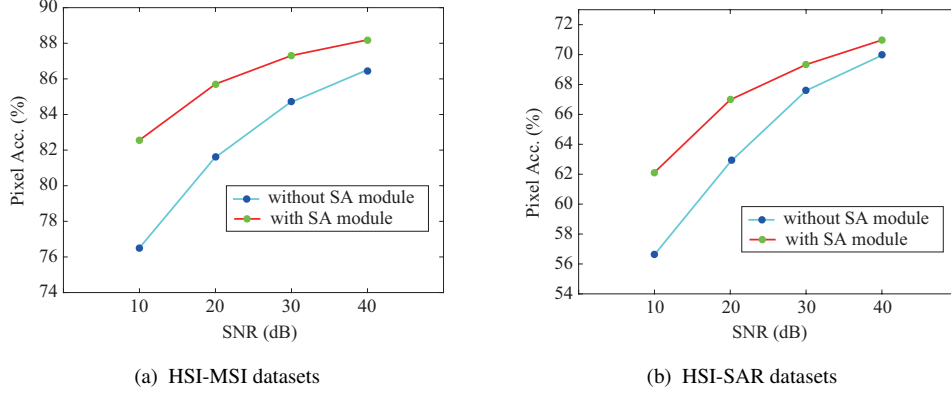 90
88
86
84
82
80
78
76
74
Pixel Acc. (%)
without SA module
with SA module
10 20 30 40
SNR (dB)
(a) HSI-MSI datasets
72
70
68
66
64
62
60
58
56
54
Pixel Acc. (%)
without SA module
with SA module
10 20 30 40
SNR (dB)
(b) HSI-SAR datasets